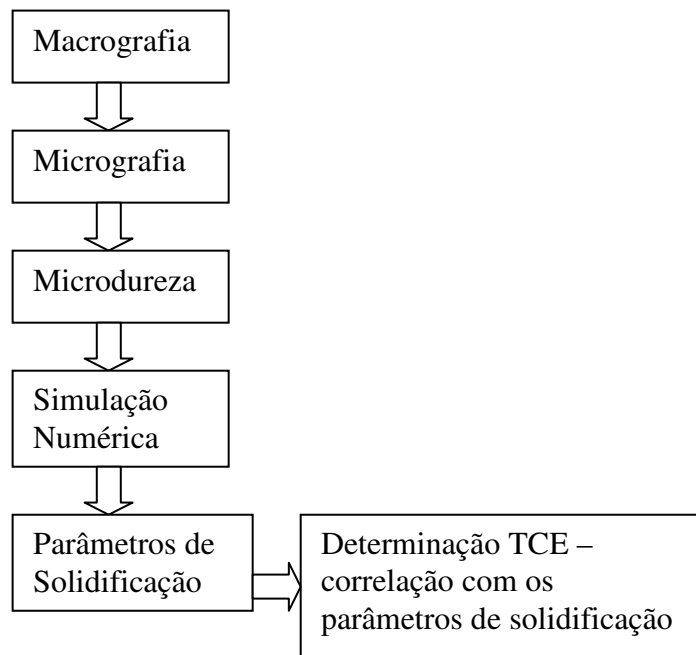 Macrografia
Micrografia
Microdureza
Simulação
Numérica
Parâmetros de
Solidificação
Determinação TCE –
correlação com os
parâmetros de solidificação